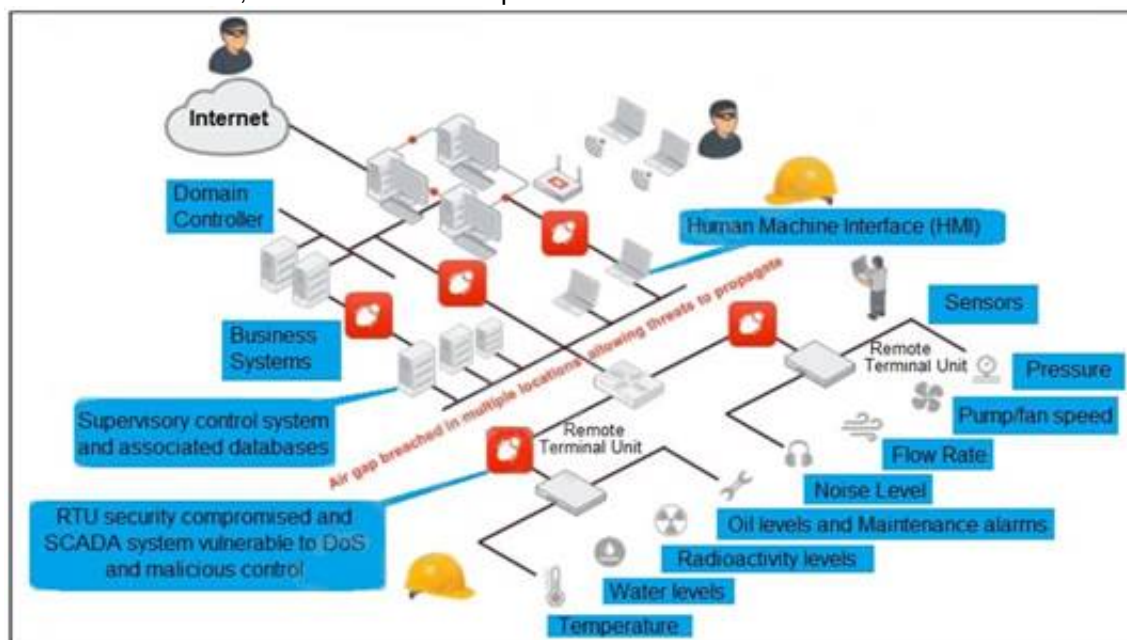 Internet
Domain
Controller
Human Machine Interface (HMI)
Business
Systems
Sensors
Remote
Terminal Unit
Pressure
Pump/fan speed
Flow Rate
Noise Level
Air gap breached in multiple locations allowing threats to propagate
Supervisory control system
and associated databases
Remote
Terminal Unit
RTU security compromised and
SCADA system vulnerable to DoS
and malicious control
Oil levels and Maintenance alarms
Radioactivity levels
Water levels
Temperature